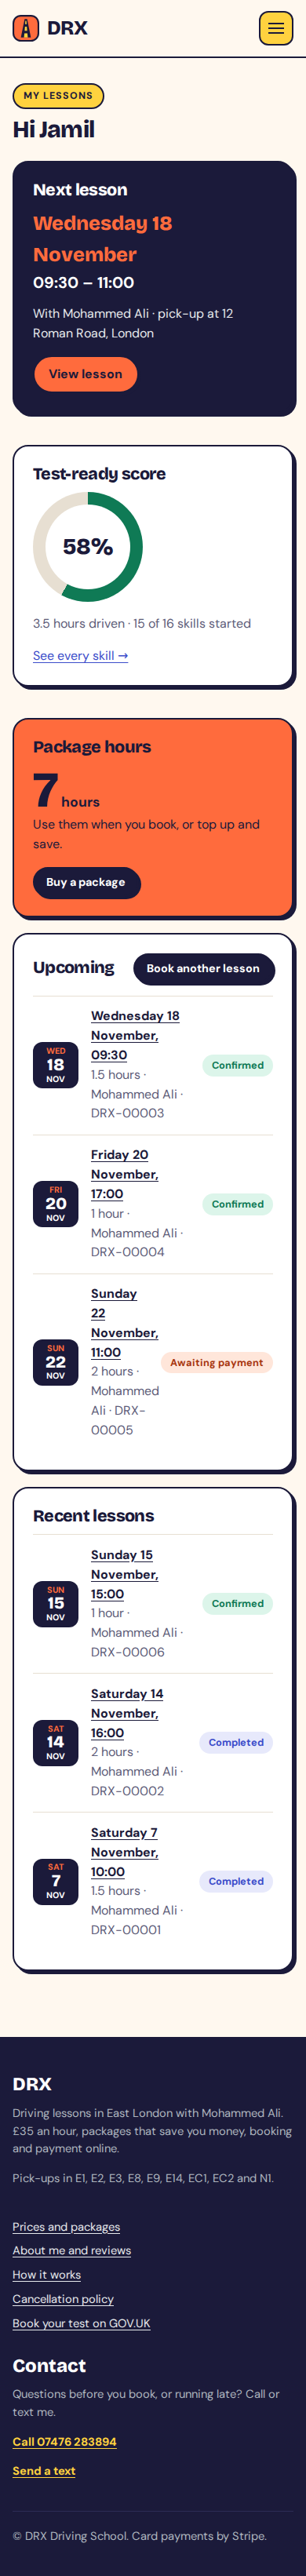 DRX
MY LESSONS
Hi Jamil
Next lesson
Wednesday 18
November
09:30 – 11:00
With Mohammed Ali · pick-up at 12
Roman Road, London
View lesson
Test-ready score
58%
3.5 hours driven · 15 of 16 skills started
See every skill →
Package hours
7 hours
Use them when you book, or top up and
save.
Buy a package
Upcoming
Book another lesson
WED
18
NOV
Wednesday 18
November,
09:30
1.5 hours ·
Mohammed Ali ·
DRX-00003
Confirmed
FRI
20
NOV
Friday 20
November,
17:00
1 hour ·
Mohammed Ali ·
DRX-00004
Confirmed
SUN
22
NOV
Sunday
22
November,
11:00
2 hours ·
Mohammed
Ali · DRX-
00005
Awaiting payment
Recent lessons
SUN
15
NOV
Sunday 15
November,
15:00
1 hour ·
Mohammed Ali ·
DRX-00006
Confirmed
SAT
14
NOV
Saturday 14
November,
16:00
2 hours ·
Mohammed Ali ·
DRX-00002
Completed
SAT
7
NOV
Saturday 7
November,
10:00
1.5 hours ·
Mohammed Ali ·
DRX-00001
Completed
DRX
Driving lessons in East London with Mohammed Ali.
£35 an hour, packages that save you money, booking
and payment online.
Pick-ups in E1, E2, E3, E8, E9, E14, EC1, EC2 and N1.
Prices and packages
About me and reviews
How it works
Cancellation policy
Book your test on GOV.UK
Contact
Questions before you book, or running late? Call or
text me.
Call 07476 283894
Send a text
© DRX Driving School. Card payments by Stripe.